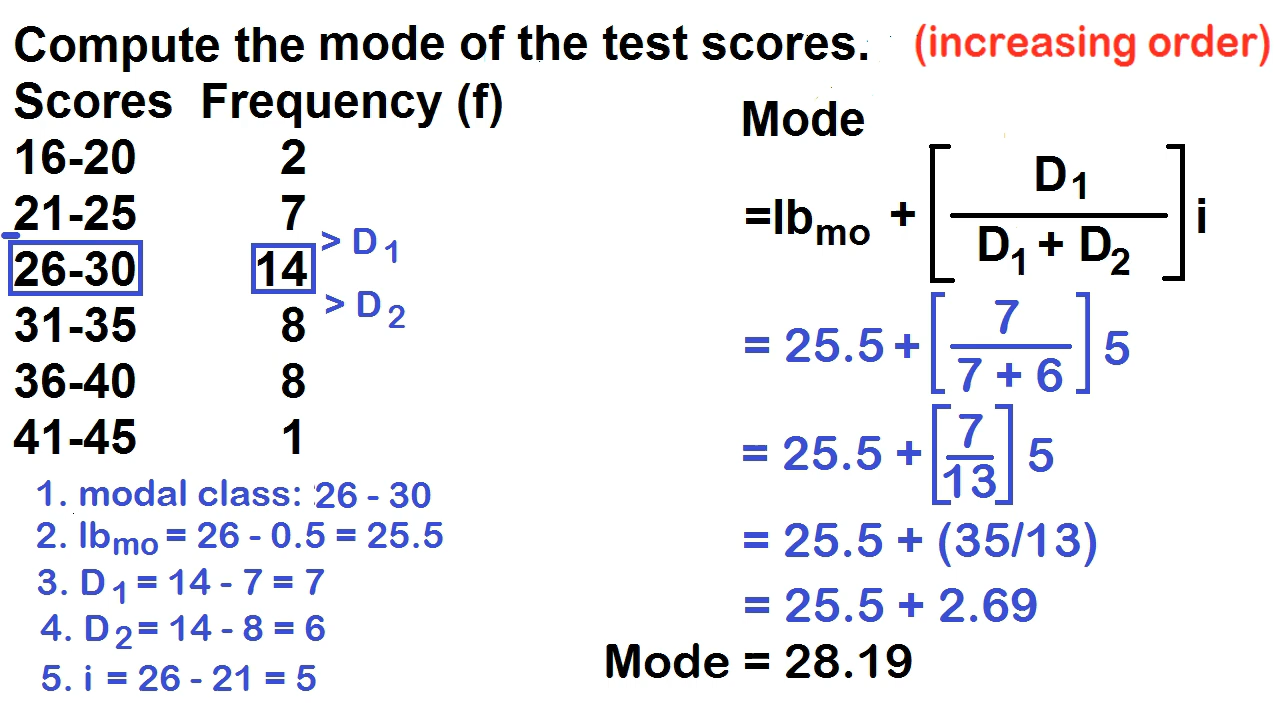 Compute the mode of the test scores. (increasing order)
Scores Frequency (f)
16-20 2
21-25 7
> D1
26-30 14
> D2
31-35 8
36-40 8
41-45 1
1. modal class: 26 - 30
2. lbmo = 26 - 0.5 = 25.5
3. D1 = 14 - 7 = 7
4. D2 = 14 - 8 = 6
5. i = 26 - 21 = 5
Mode
=lbmo + [ D1 / D1 + D2 ] i
= 25.5 + [ 7 / 7 + 6 ] 5
= 25.5 + [ 7 / 13 ] 5
= 25.5 + (35/13)
= 25.5 + 2.69
Mode = 28.19